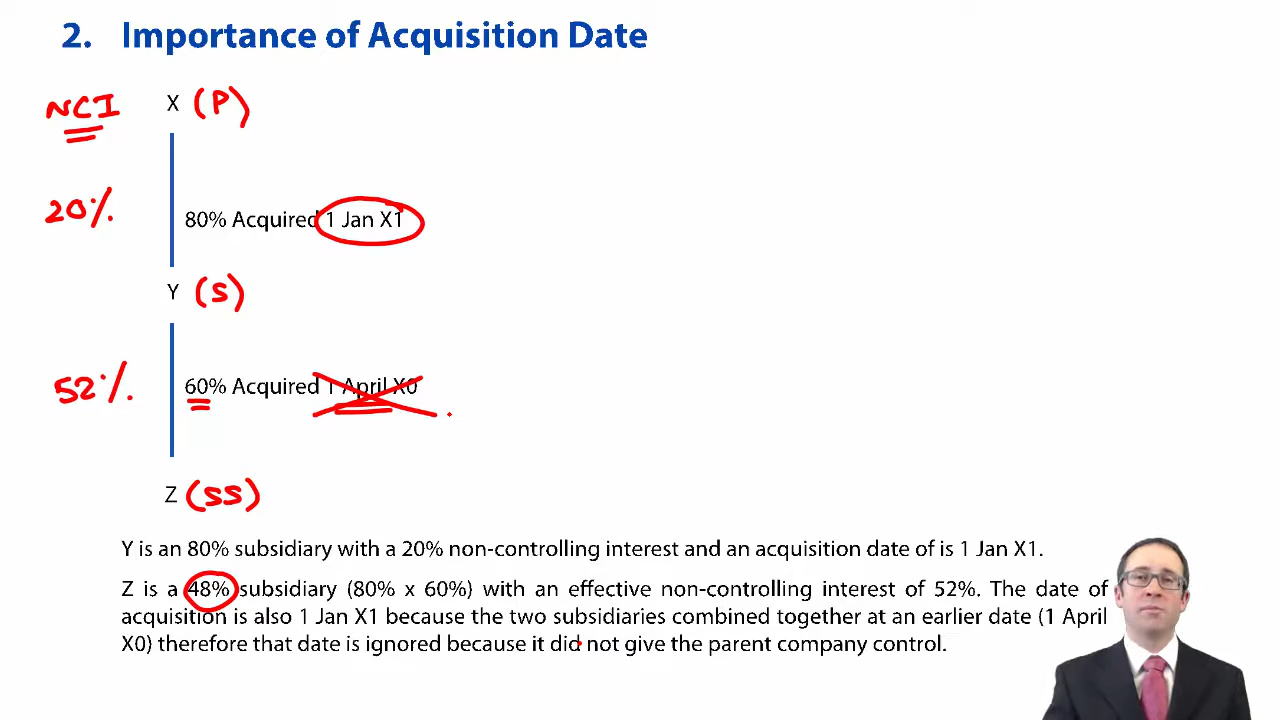 2. Importance of Acquisition Date
NCI X (P)
20% 80% Acquired 1 Jan X1
Y (S)
52% 60% Acquired 1 April X0
Z (SS)
Y is an 80% subsidiary with a 20% non-controlling interest and an acquisition date of is 1 Jan X1.
Z is a 48% subsidiary (80% x 60%) with an effective non-controlling interest of 52%. The date of
acquisition is also 1 Jan X1 because the two subsidiaries combined together at an earlier date (1 April
X0) therefore that date is ignored because it did not give the parent company control.